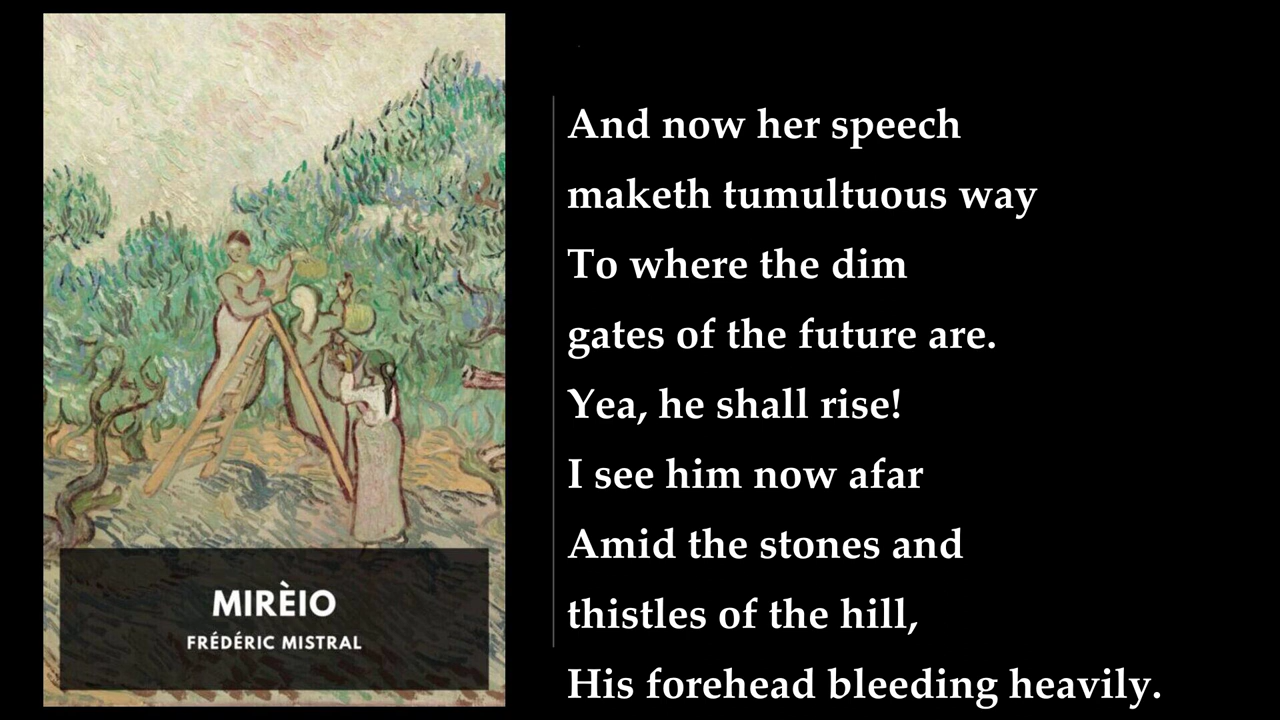 MIRÈIO
FRÉDÉRIC MISTRAL
And now her speech
maketh tumultuous way
To where the dim
gates of the future are.
Yea, he shall rise!
I see him now afar
Amid the stones and
thistles of the hill,
His forehead bleeding heavily.